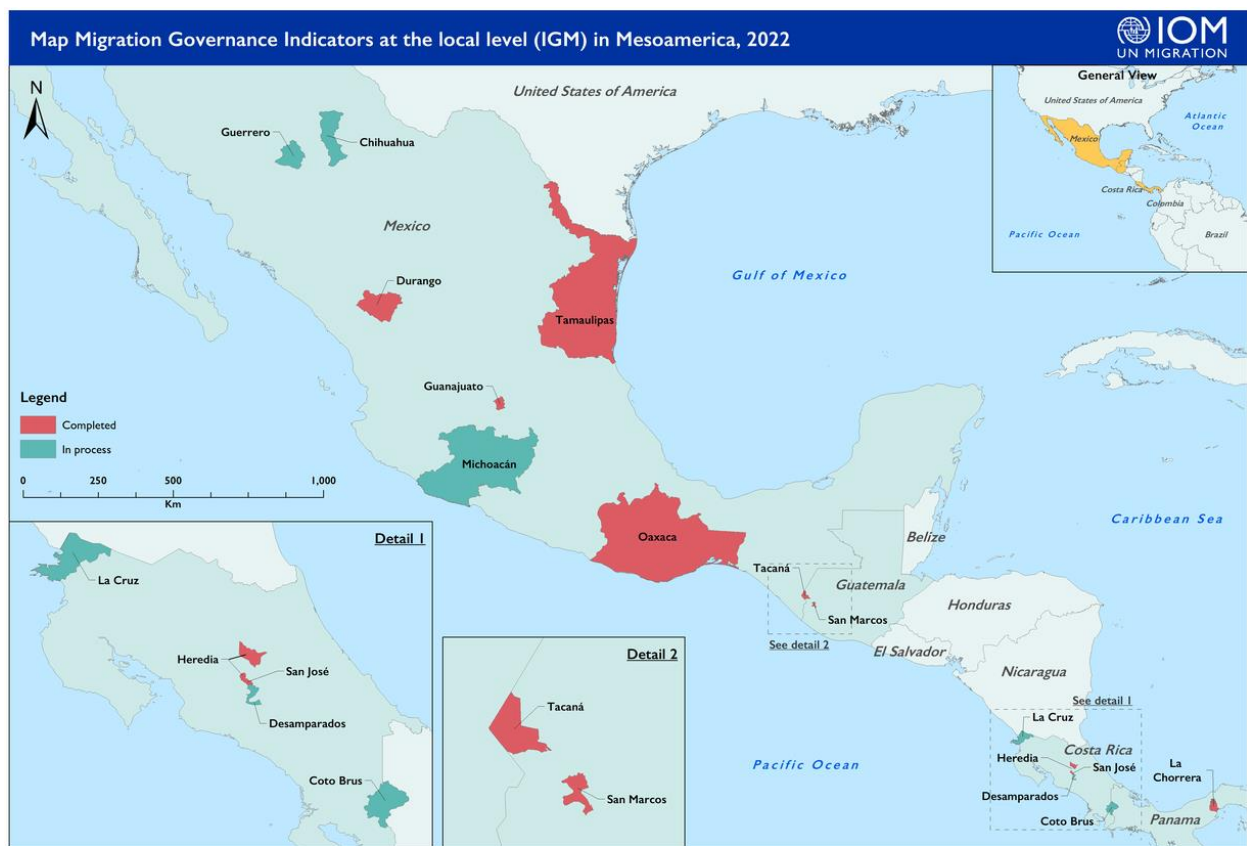 Map Migration Governance Indicators at the local level (IGM) in Mesoamerica, 2022
IOM
UN MIGRATION
N
United States of America
General View
United States of America
Atlantic
Ocean
Mexico
Costa Rica
Colombia
Pacific Ocean
Brazil
Guerrero
Chihuahua
Mexico
Durango
Tamaulipas
Gulf of Mexico
Guanajuato
Michoacán
Oaxaca
Legend
Completed
In process
0
250
500
1,000
Km
Caribbean Sea
Belize
Tacaná
Guatemala
San Marcos
Honduras
See detail 2
El Salvador
Nicaragua
See detail 1
La Cruz
Costa Rica
Heredia
San José
La
Chorrera
Desamparados
Coto Brus
Panama
Pacific Ocean
Detail 1
La Cruz
Heredia
San José
Desamparados
Coto Brus
Detail 2
Tacaná
San Marcos